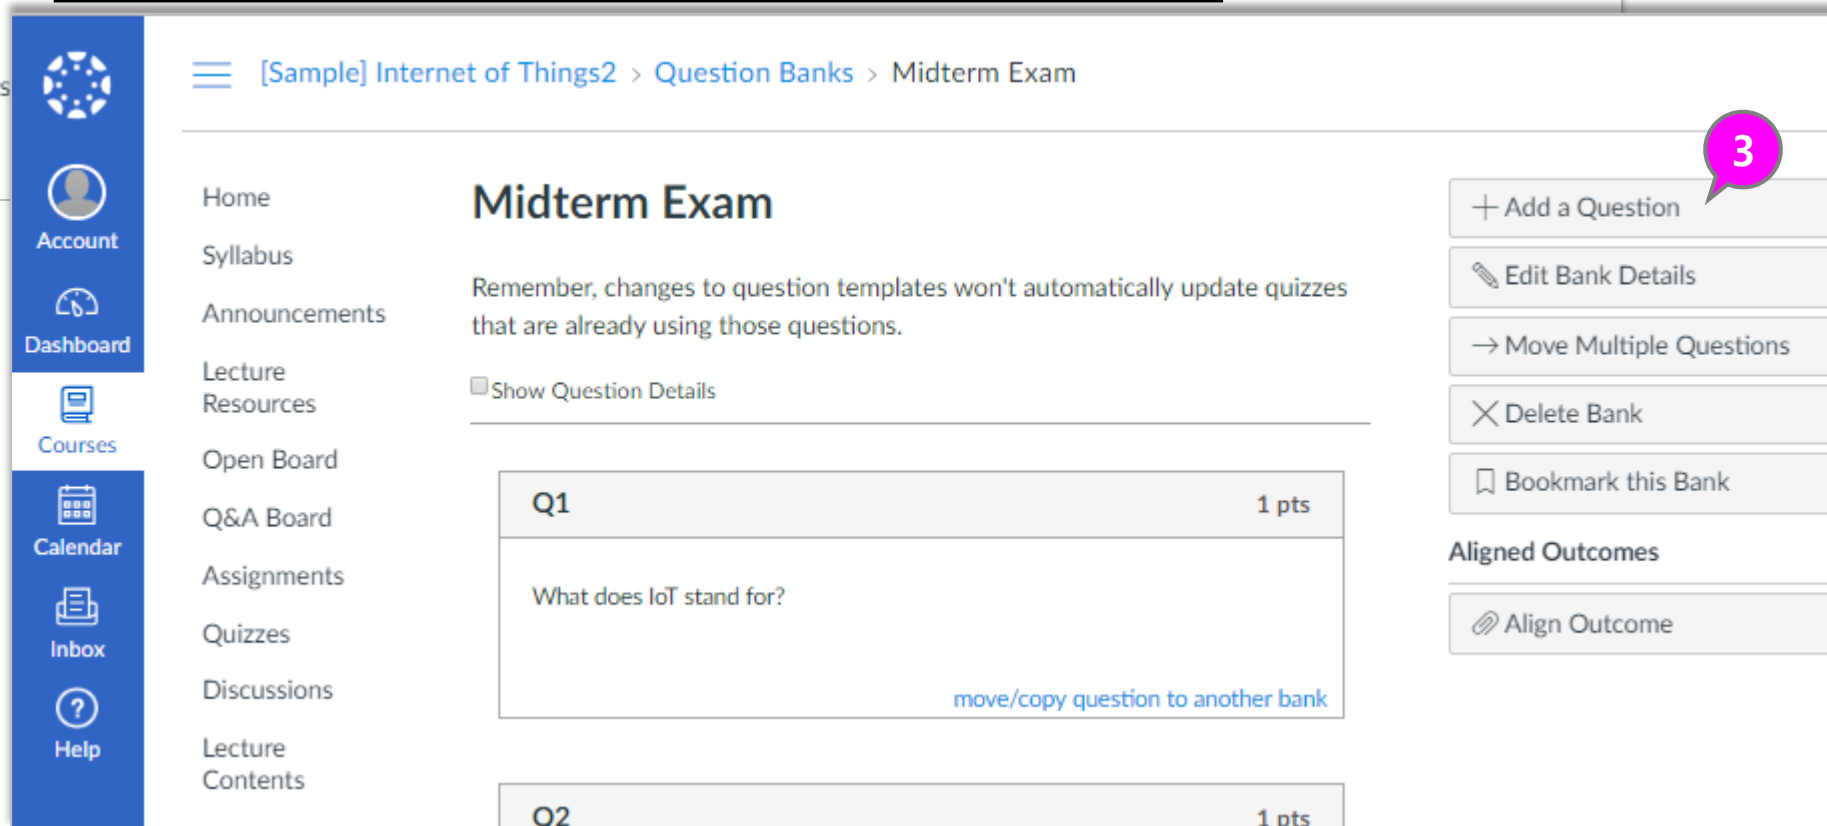 s
[Sample] Internet of Things2 > Question Banks > Midterm Exam
3
Account
Dashboard
Courses
Calendar
Inbox
Help
Home
Syllabus
Announcements
Lecture
Resources
Open Board
Q&A Board
Assignments
Quizzes
Discussions
Lecture
Contents
Midterm Exam
Remember, changes to question templates won't automatically update quizzes
that are already using those questions.
Show Question Details
Q1 1 pts
What does IoT stand for?
move/copy question to another bank
Q2 1 pts
+ Add a Question
Edit Bank Details
→ Move Multiple Questions
Delete Bank
Bookmark this Bank
Aligned Outcomes
Align Outcome